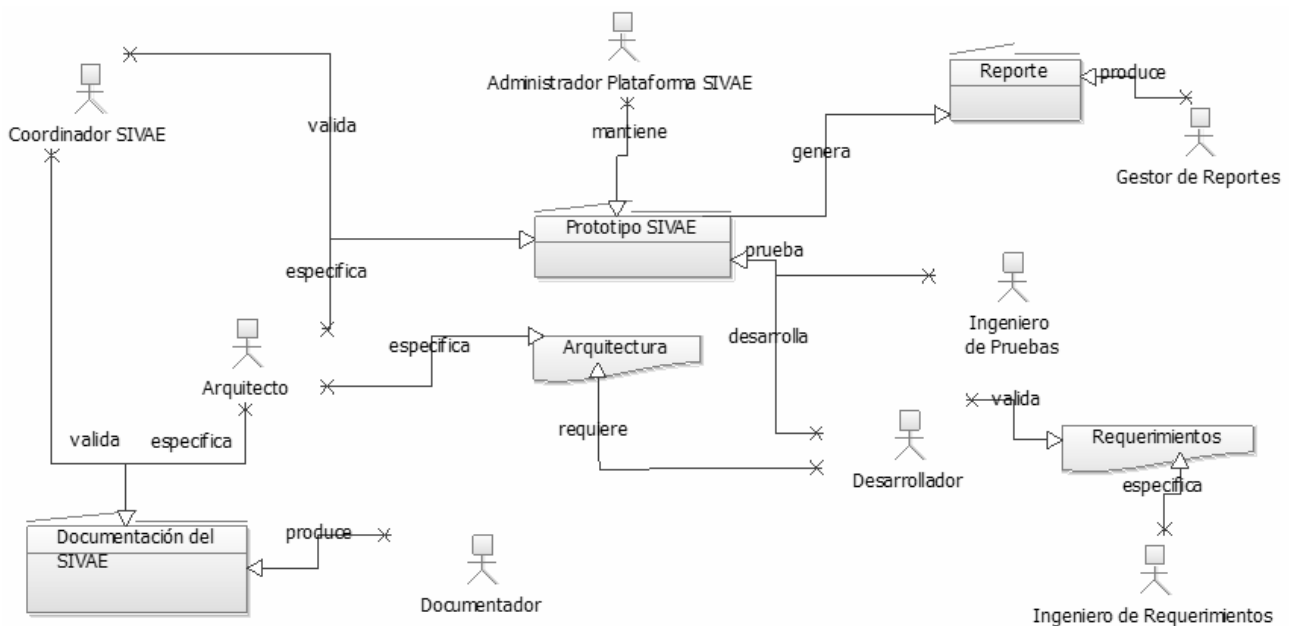 Coordinador SIVAE
valida
Administrador Plataforma SIVAE
mantiene
Reporte
produce
Gestor de Reportes
genera
Prototipo SIVAE
prueba
especifica
Arquitecto
especifica
Arquitectura
desarrolla
Ingeniero
de Pruebas
valida
especifica
requiere
Desarrollador
valida
Requerimientos
especifica
Documentación del
SIVAE
produce
Documentador
Ingeniero de Requerimientos